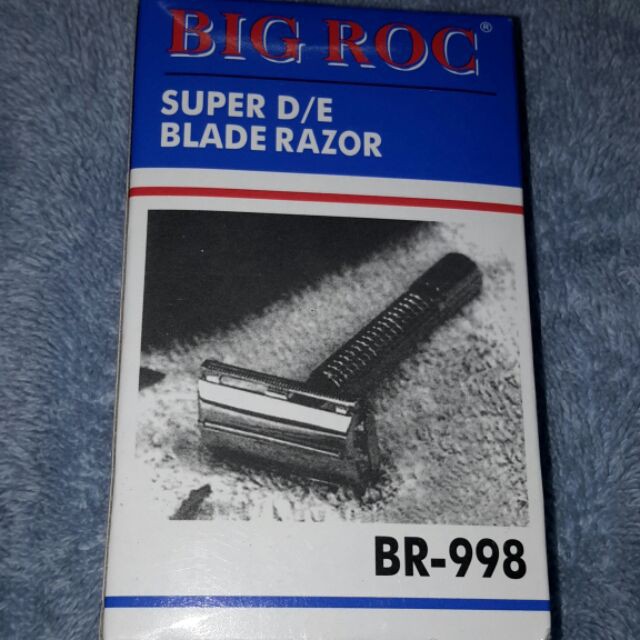 BIG ROC®
SUPER D/E
BLADE RAZOR
BR-998